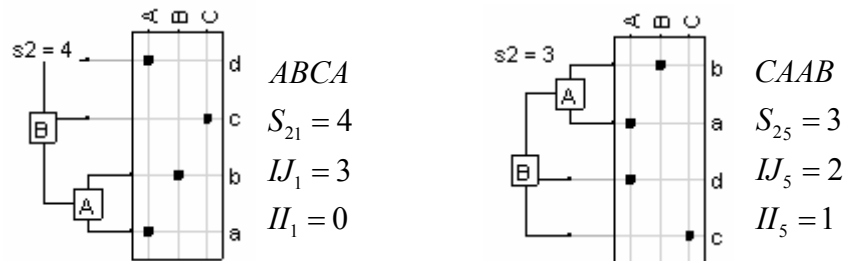 A B C
s2 = 4
d
c
b
a
B
A
ABCA
S₂₁ = 4
IJ₁ = 3
II₁ = 0
A B C
s2 = 3
b
a
d
c
A
B
CAAB
S₂₅ = 3
IJ₅ = 2
II₅ = 1